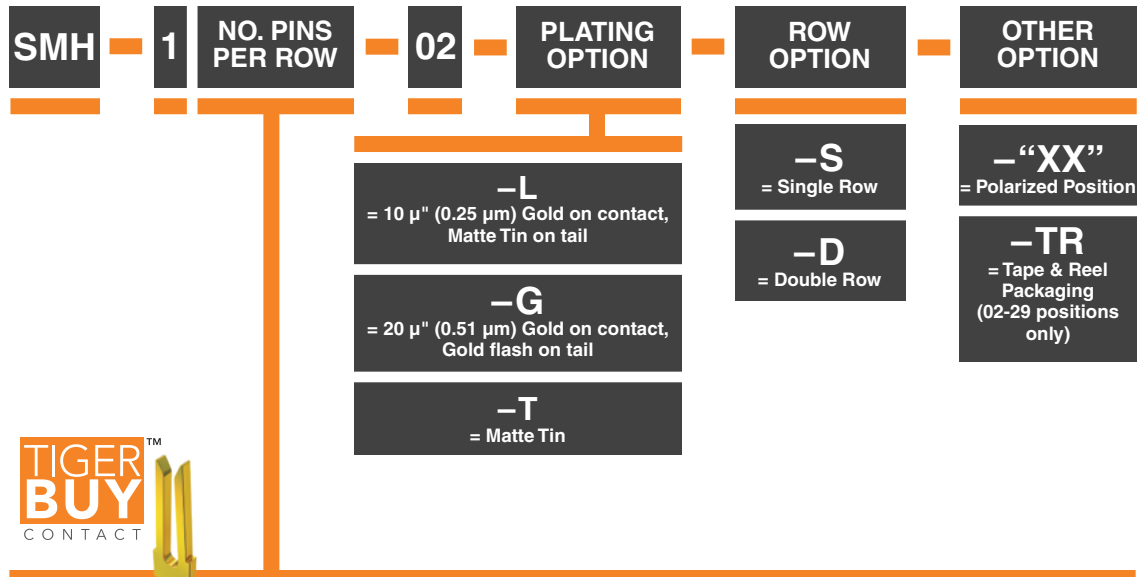 SMH
1
NO. PINS
PER ROW
02
PLATING
OPTION
ROW
OPTION
OTHER
OPTION
–L
= 10 µ" (0.25 µm) Gold on contact,
Matte Tin on tail
–G
= 20 µ" (0.51 µm) Gold on contact,
Gold flash on tail
–T
= Matte Tin
–S
= Single Row
–D
= Double Row
–“XX”
= Polarized Position
–TR
= Tape & Reel
Packaging
(02-29 positions
only)
TIGER™
BUY
CONTACT